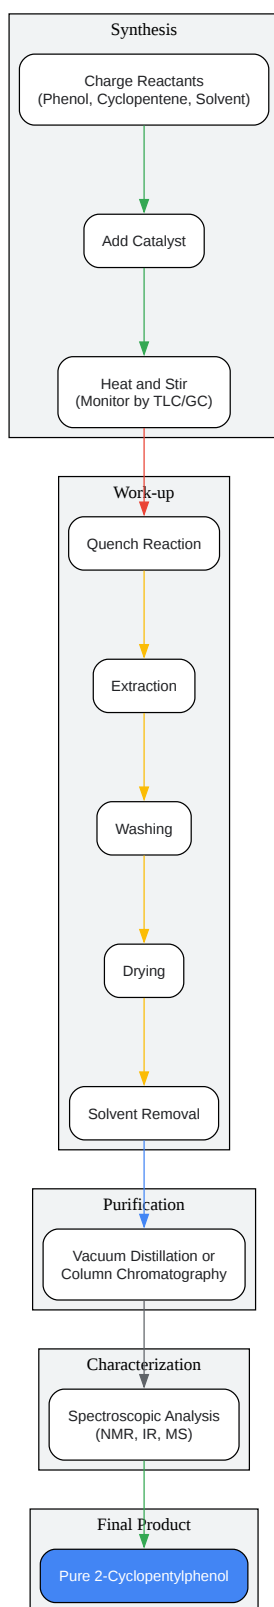 Synthesis
Charge Reactants
(Phenol, Cyclopentene, Solvent)
Add Catalyst
Heat and Stir
(Monitor by TLC/GC)
Work-up
Quench Reaction
Extraction
Washing
Drying
Solvent Removal
Purification
Vacuum Distillation or
Column Chromatography
Characterization
Spectroscopic Analysis
(NMR, IR, MS)
Final Product
Pure 2-Cyclopentylphenol